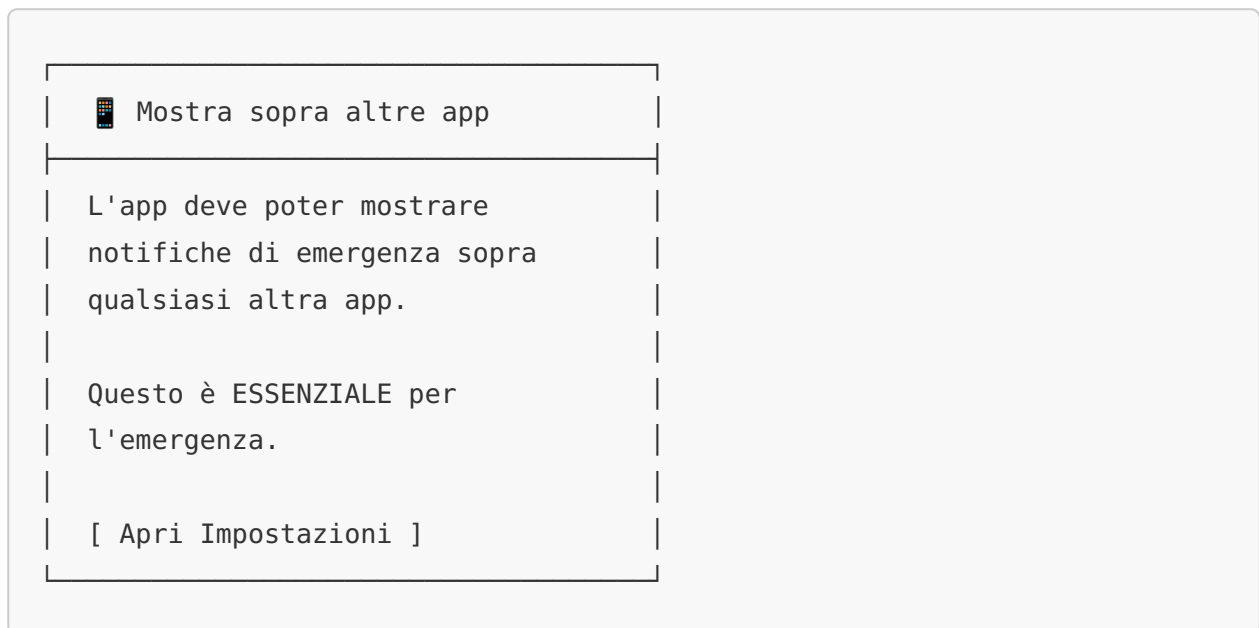 📱 Mostra sopra altre app
L'app deve poter mostrare
notifiche di emergenza sopra
qualsiasi altra app.
Questo è ESSENZIALE per
l'emergenza.
[ Apri Impostazioni ]